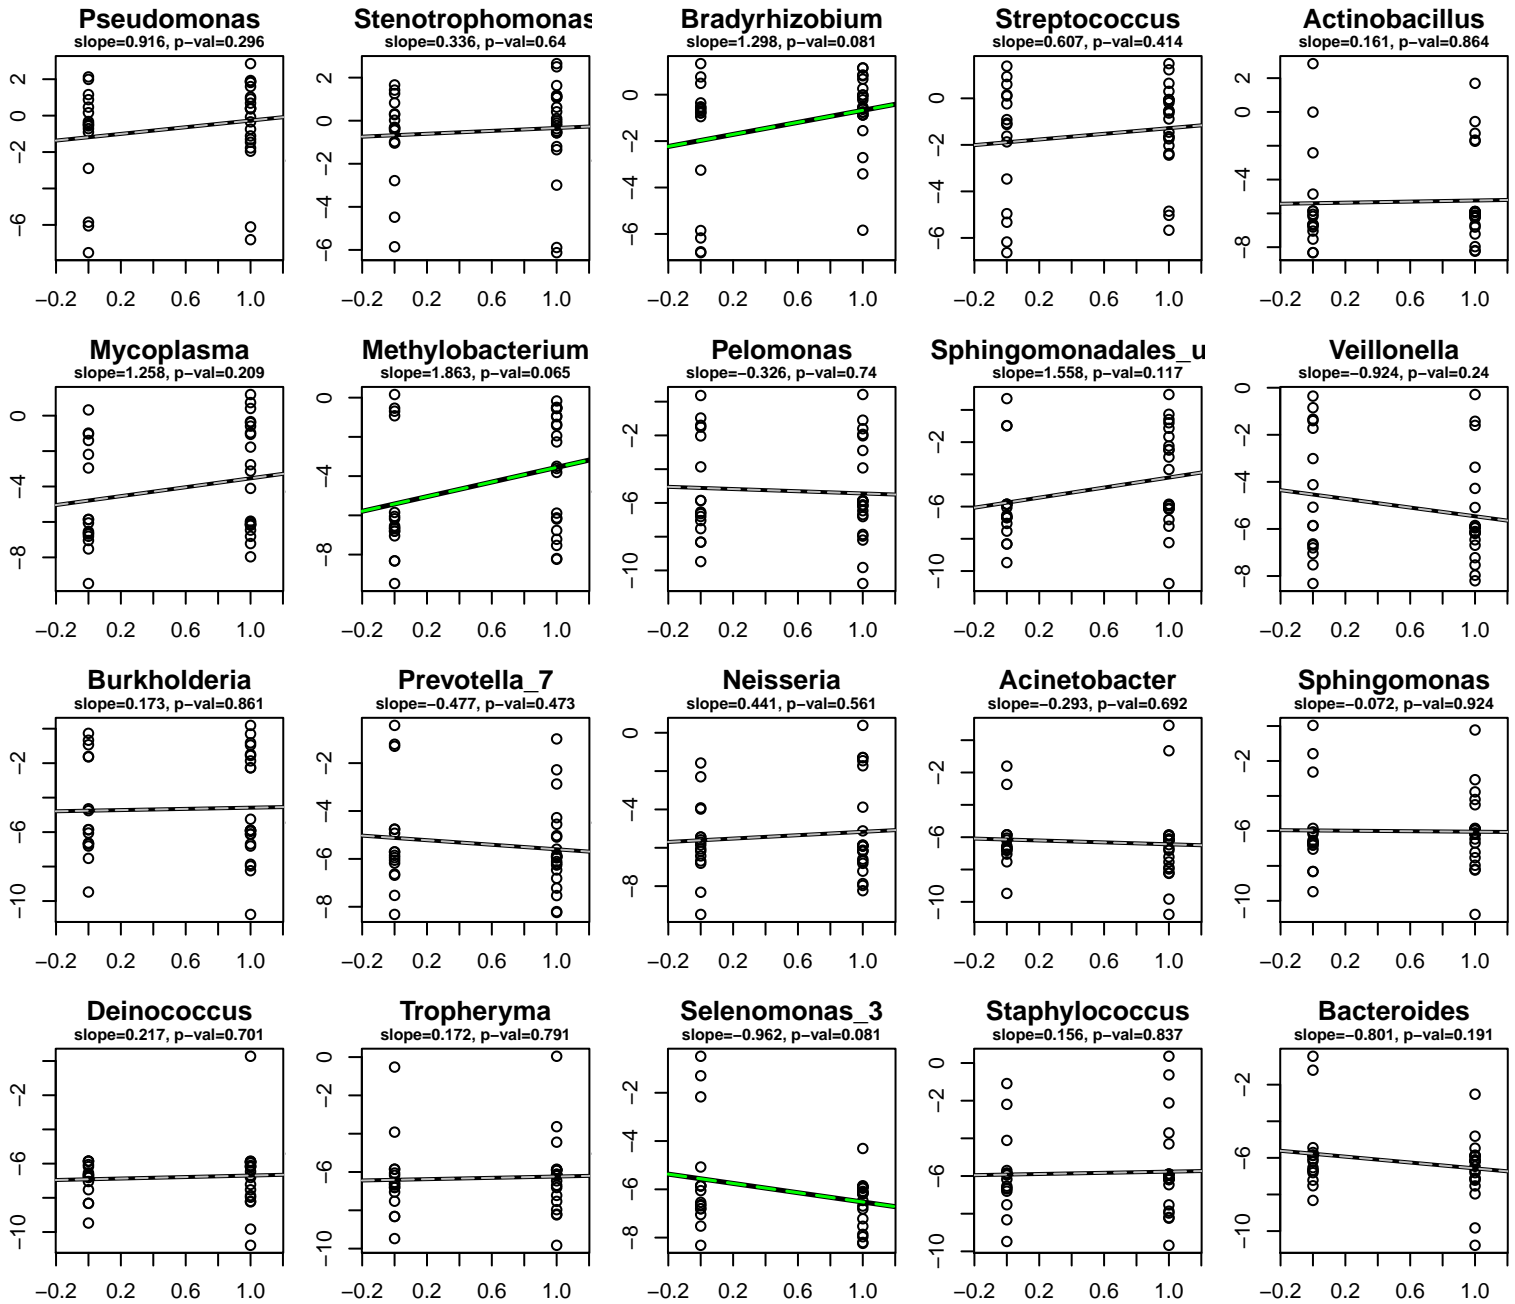 Pseudomonas
slope=0.916, p−val=0.296
2
0
−2
−6
−0.2 0.2 0.6 1.0
Stenotrophomonas
slope=0.336, p−val=0.64
2
0
−2
−4
−6
−0.2 0.2 0.6 1.0
Bradyrhizobium
slope=1.298, p−val=0.081
0
−2
−4
−6
−0.2 0.2 0.6 1.0
Streptococcus
slope=0.607, p−val=0.414
0
−2
−4
−6
−0.2 0.2 0.6 1.0
Actinobacillus
slope=0.161, p−val=0.864
2
0
−4
−8
−0.2 0.2 0.6 1.0
Mycoplasma
slope=1.258, p−val=0.209
0
−4
−8
−0.2 0.2 0.6 1.0
Methylobacterium
slope=1.863, p−val=0.065
0
−4
−8
−0.2 0.2 0.6 1.0
Pelomonas
slope=−0.326, p−val=0.74
−2
−6
−10
−0.2 0.2 0.6 1.0
Sphingomonadales_u
slope=1.558, p−val=0.117
−2
−6
−10
−0.2 0.2 0.6 1.0
Veillonella
slope=−0.924, p−val=0.24
0
−2
−4
−6
−8
−0.2 0.2 0.6 1.0
Burkholderia
slope=0.173, p−val=0.861
−2
−6
−10
−0.2 0.2 0.6 1.0
Prevotella_7
slope=−0.477, p−val=0.473
−2
−4
−6
−8
−0.2 0.2 0.6 1.0
Neisseria
slope=0.441, p−val=0.561
0
−4
−8
−0.2 0.2 0.6 1.0
Acinetobacter
slope=−0.293, p−val=0.692
−2
−6
−10
−0.2 0.2 0.6 1.0
Sphingomonas
slope=−0.072, p−val=0.924
−2
−6
−10
−0.2 0.2 0.6 1.0
Deinococcus
slope=0.217, p−val=0.701
−2
−6
−10
−0.2 0.2 0.6 1.0
Tropheryma
slope=0.172, p−val=0.791
0
−2
−6
−10
−0.2 0.2 0.6 1.0
Selenomonas_3
slope=−0.962, p−val=0.081
−2
−4
−6
−8
−0.2 0.2 0.6 1.0
Staphylococcus
slope=0.156, p−val=0.837
0
−2
−6
−10
−0.2 0.2 0.6 1.0
Bacteroides
slope=−0.801, p−val=0.191
−2
−6
−10
−0.2 0.2 0.6 1.0